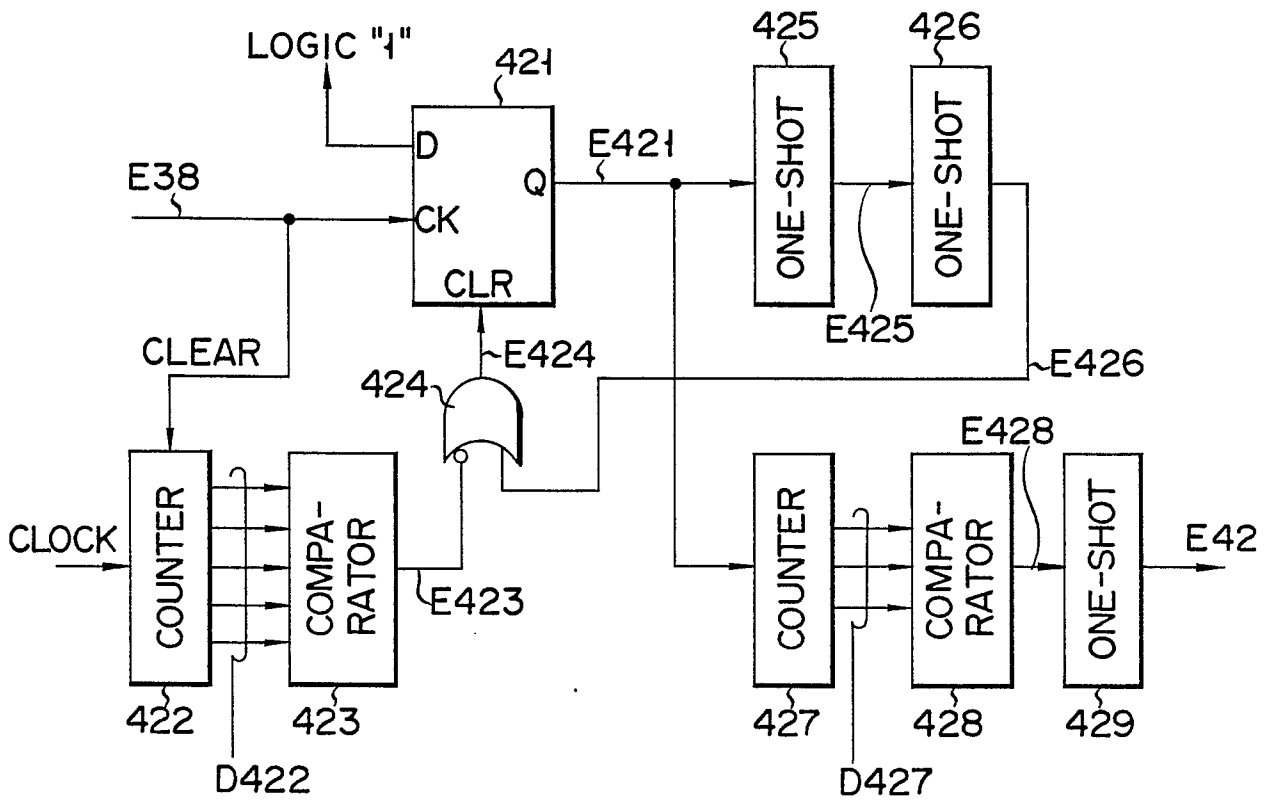 425
426
LOGIC "1"
421
D
E421
ONE-SHOT
ONE-SHOT
E38
Q
CK
CLR
E425
CLEAR
E424
E426
424
E428
CLOCK
COUNTER
COMPA-
RATOR
E423
COUNTER
COMPA-
RATOR
ONE-SHOT
E42
422
423
427
428
429
D422
D427